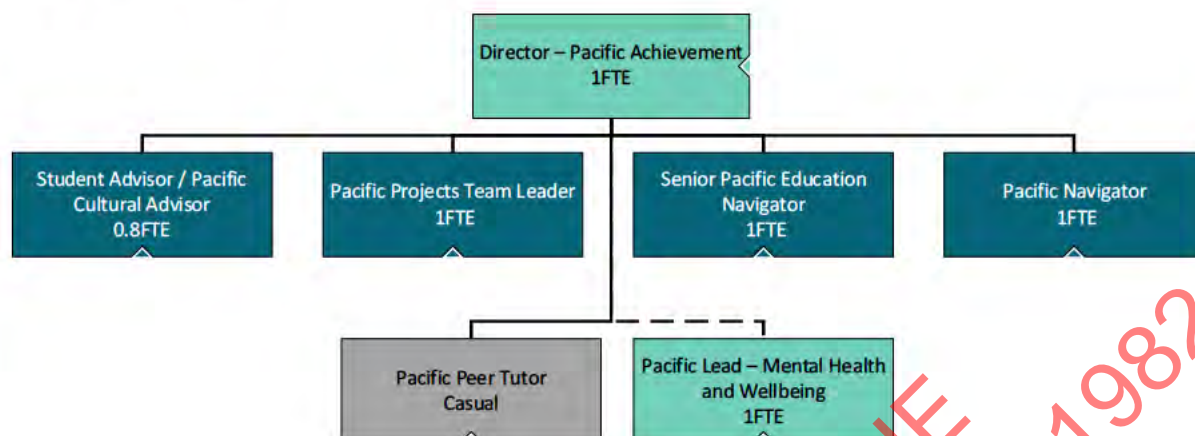 Director – Pacific Achievement
1FTE
Student Advisor / Pacific
Cultural Advisor
0.8FTE
Pacific Projects Team Leader
1FTE
Senior Pacific Education
Navigator
1FTE
Pacific Navigator
1FTE
Pacific Peer Tutor
Casual
Pacific Lead – Mental Health
and Wellbeing
1FTE
1982